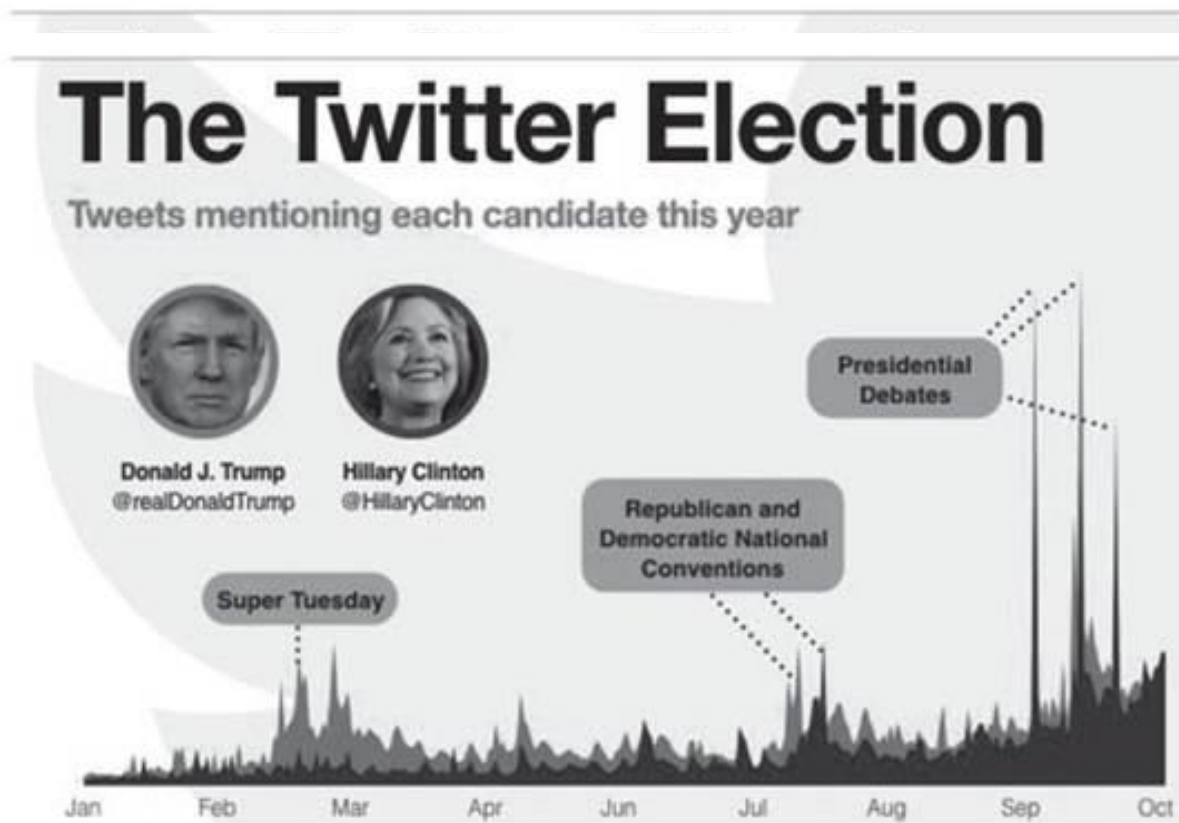 The Twitter Election
Tweets mentioning each candidate this year
Donald J. Trump
@realDonaldTrump
Hillary Clinton
@HillaryClinton
Super Tuesday
Republican and
Democratic National
Conventions
Presidential
Debates
Jan Feb Mar Apr Jun Jul Aug Sep Oct